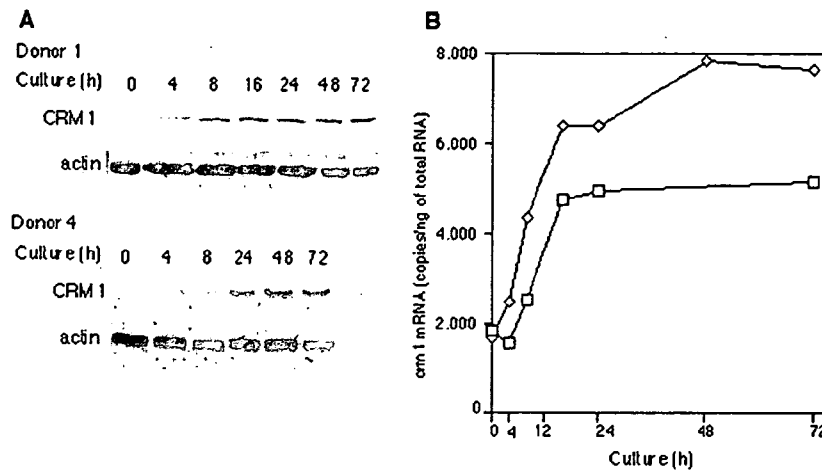 A
Donor 1
Culture (h) 0 4 8 16 24 48 72
CRM 1
actin
Donor 4
Culture (h) 0 4 8 24 48 72
CRM 1
actin
B
crm 1 mRNA (copies/ng of total RNA)
8.000
6.000
4.000
2.000
0
0 4 12 24 48 72
Culture (h)